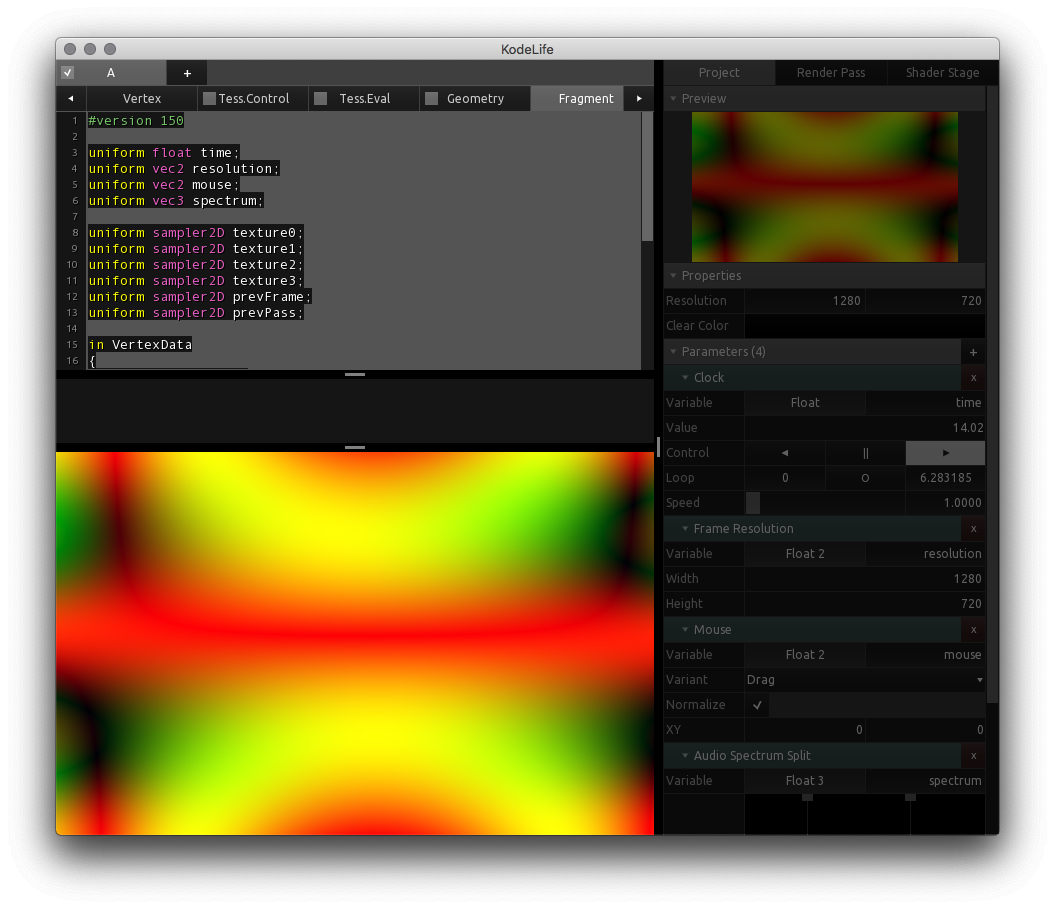 KodeLife
A +
Vertex Tess.Control Tess.Eval Geometry Fragment
1 #version 150
2
3 uniform float time;
4 uniform vec2 resolution;
5 uniform vec2 mouse;
6 uniform vec3 spectrum;
7
8 uniform sampler2D texture0;
9 uniform sampler2D texture1;
10 uniform sampler2D texture2;
11 uniform sampler2D texture3;
12 uniform sampler2D prevFrame;
13 uniform sampler2D prevPass;
14
15 in VertexData
16 {
Project Render Pass Shader Stage
Preview
Properties
Resolution 1280 720
Clear Color
Parameters (4) +
Clock x
Variable Float time
Value 14.02
Control
Loop 0 O 6.283185
Speed 1.0000
Frame Resolution x
Variable Float 2 resolution
Width 1280
Height 720
Mouse x
Variable Float 2 mouse
Variant Drag
Normalize
XY 0 0
Audio Spectrum Split x
Variable Float 3 spectrum